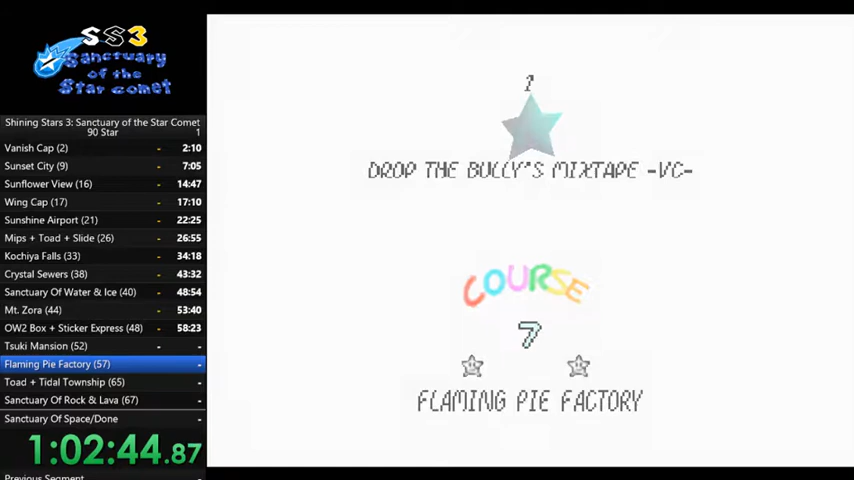 SS3
Sanctuary
of the
Star Comet
Shining Stars 3: Sanctuary of the Star Comet
90 Star 1
Vanish Cap (2) - 2:10
Sunset City (9) - 7:05
Sunflower View (16) - 14:47
Wing Cap (17) - 17:10
Sunshine Airport (21) - 22:25
Mips + Toad + Slide (26) - 26:55
Kochiya Falls (33) - 34:18
Crystal Sewers (38) - 43:32
Sanctuary Of Water & Ice (40) - 48:54
Mt. Zora (44) - 53:40
OW2 Box + Sticker Express (48) - 58:23
Tsuki Mansion (52) - -
Flaming Pie Factory (57) -
Toad + Tidal Township (65) -
Sanctuary Of Rock & Lava (67) -
Sanctuary Of Space/Done -
1:02:44.87
Previous Segment -
1
DROP THE BULLY'S MIXTAPE -VC-
COURSE
7
FLAMING PIE FACTORY